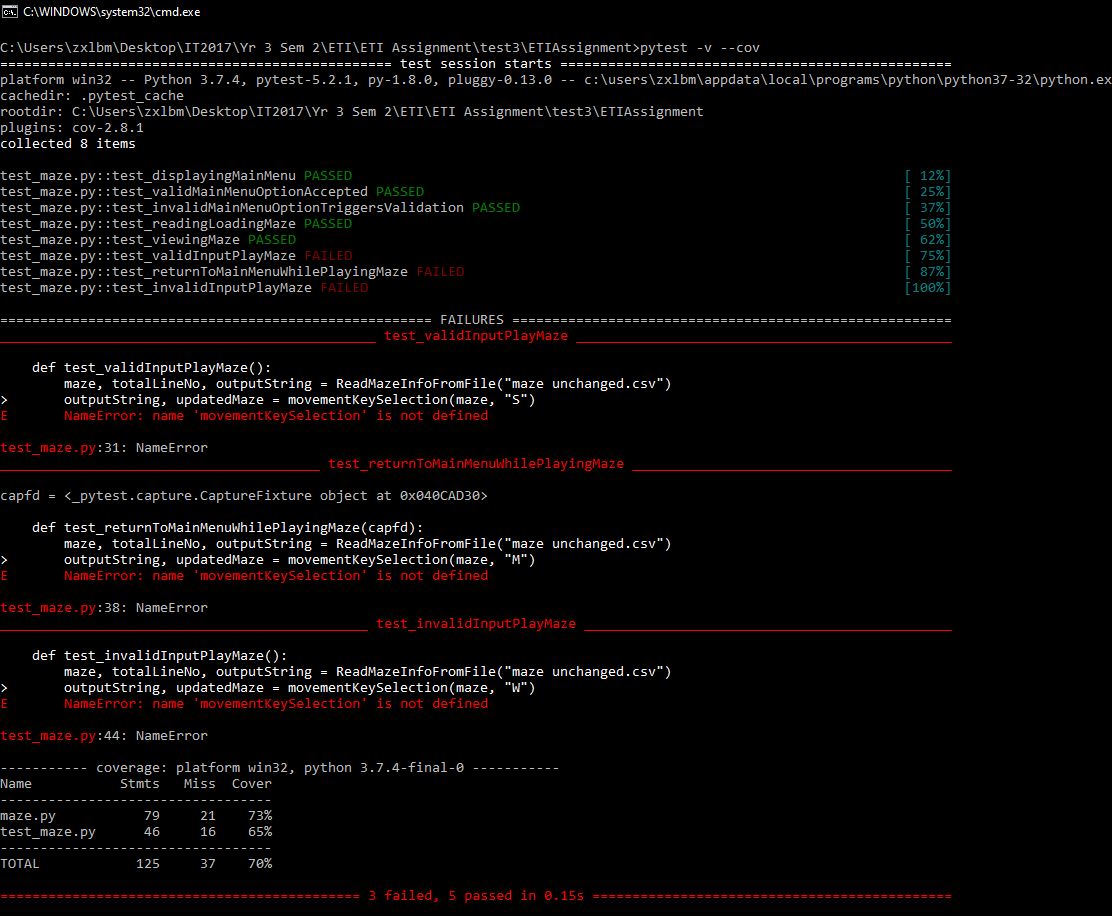 C:\WINDOWS\system32\cmd.exe
C:\Users\zxlbm\Desktop\IT2017\Yr 3 Sem 2\ETI\ETI Assignment\test3\ETIAssignment>pytest -v --cov
================================================= test session starts =================================================
platform win32 -- Python 3.7.4, pytest-5.2.1, py-1.8.0, pluggy-0.13.0 -- c:\users\zxlbm\appdata\local\programs\python\python37-32\python.ex
cachedir: .pytest_cache
rootdir: C:\Users\zxlbm\Desktop\IT2017\Yr 3 Sem 2\ETI\ETI Assignment\test3\ETIAssignment
plugins: cov-2.8.1
collected 8 items
test_maze.py::test_displayingMainMenu PASSED [ 12%]
test_maze.py::test_validMainMenuOptionAccepted PASSED [ 25%]
test_maze.py::test_invalidMainMenuOptionTriggersValidation PASSED [ 37%]
test_maze.py::test_readingLoadingMaze PASSED [ 50%]
test_maze.py::test_viewingMaze PASSED [ 62%]
test_maze.py::test_validInputPlayMaze FAILED [ 75%]
test_maze.py::test_returnToMainMenuWhilePlayingMaze FAILED [ 87%]
test_maze.py::test_invalidInputPlayMaze FAILED [100%]
====================================================== FAILURES =======================================================
_______________________________________________ test_validInputPlayMaze _______________________________________________
    def test_validInputPlayMaze():
        maze, totalLineNo, outputString = ReadMazeInfoFromFile("maze unchanged.csv")
>       outputString, updatedMaze = movementKeySelection(maze, "S")
E       NameError: name 'movementKeySelection' is not defined
test_maze.py:31: NameError
________________________________________ test_returnToMainMenuWhilePlayingMaze ________________________________________
capfd = <_pytest.capture.CaptureFixture object at 0x040CAD30>
    def test_returnToMainMenuWhilePlayingMaze(capfd):
        maze, totalLineNo, outputString = ReadMazeInfoFromFile("maze unchanged.csv")
>       outputString, updatedMaze = movementKeySelection(maze, "M")
E       NameError: name 'movementKeySelection' is not defined
test_maze.py:38: NameError
______________________________________________ test_invalidInputPlayMaze ______________________________________________
    def test_invalidInputPlayMaze():
        maze, totalLineNo, outputString = ReadMazeInfoFromFile("maze unchanged.csv")
>       outputString, updatedMaze = movementKeySelection(maze, "W")
E       NameError: name 'movementKeySelection' is not defined
test_maze.py:44: NameError
----------- coverage: platform win32, python 3.7.4-final-0 -----------
Name           Stmts   Miss  Cover
----------------------------------
maze.py           79     21    73%
test_maze.py      46     16    65%
----------------------------------
TOTAL            125     37    70%
============================================= 3 failed, 5 passed in 0.15s =============================================